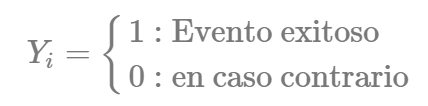 Y_i = { 1 : Evento exitoso
0 : en caso contrario